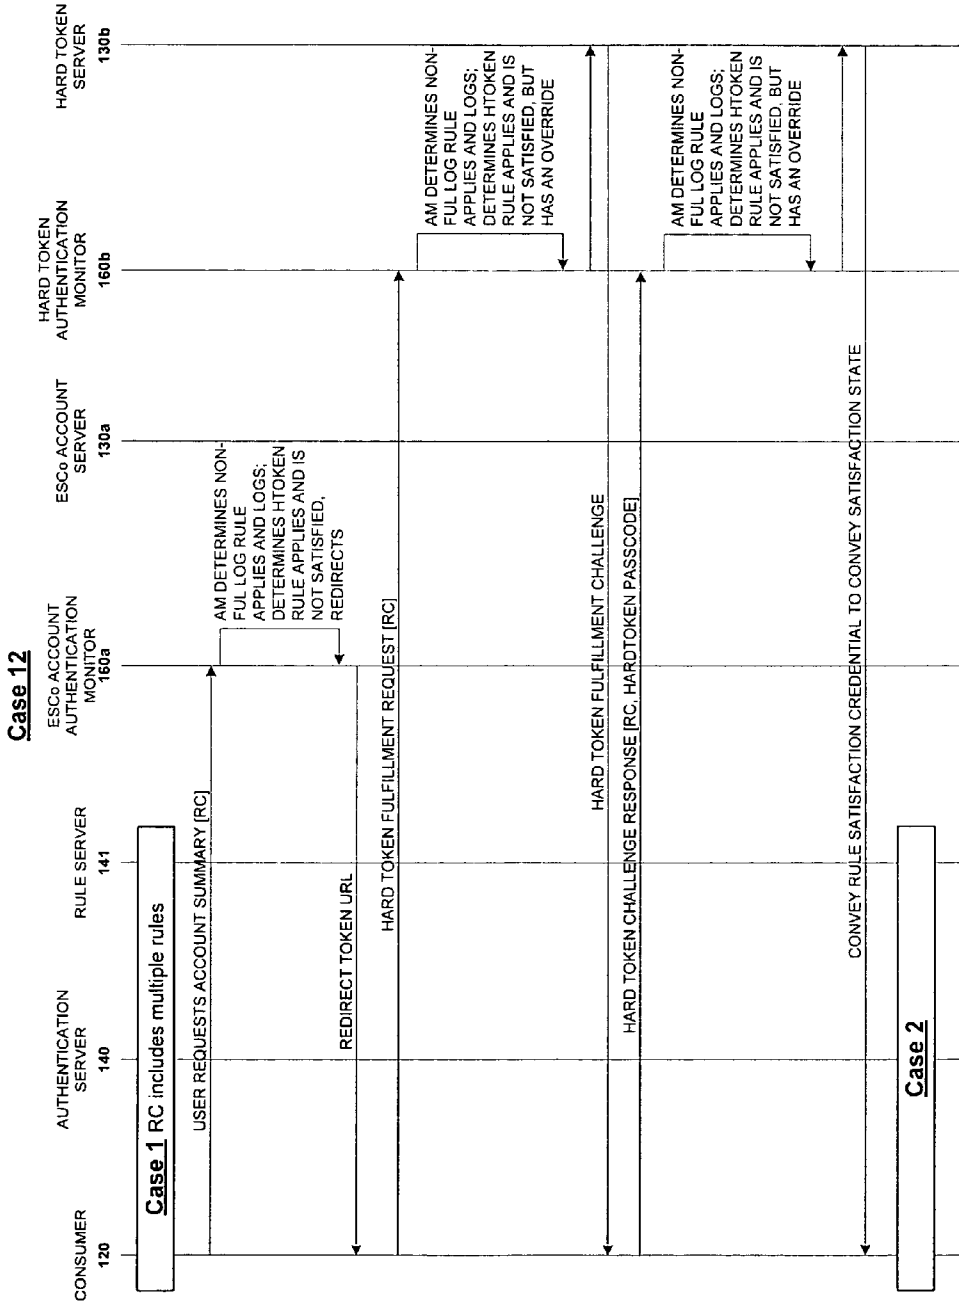 Case 12
CONSUMER
120
AUTHENTICATION
SERVER
140
RULE SERVER
141
ESCo ACCOUNT
AUTHENTICATION
MONITOR
160a
ESCo ACCOUNT
SERVER
130a
HARD TOKEN
AUTHENTICATION
MONITOR
160b
HARD TOKEN
SERVER
130b
Case 1 RC includes multiple rules
USER REQUESTS ACCOUNT SUMMARY [RC]
AM DETERMINES NON-
FUL LOG RULE
APPLIES AND LOGS;
DETERMINES HTOKEN
RULE APPLIES AND IS
NOT SATISFIED,
REDIRECTS
REDIRECT TOKEN URL
HARD TOKEN FULFILLMENT REQUEST [RC]
AM DETERMINES NON-
FUL LOG RULE
APPLIES AND LOGS;
DETERMINES HTOKEN
RULE APPLIES AND IS
NOT SATISFIED, BUT
HAS AN OVERRIDE
HARD TOKEN FULFILLMENT CHALLENGE
HARD TOKEN CHALLENGE RESPONSE [RC, HARDTOKEN PASSCODE]
AM DETERMINES NON-
FUL LOG RULE
APPLIES AND LOGS;
DETERMINES HTOKEN
RULE APPLIES AND IS
NOT SATISFIED, BUT
HAS AN OVERRIDE
CONVEY RULE SATISFACTION CREDENTIAL TO CONVEY SATISFACTION STATE
Case 2